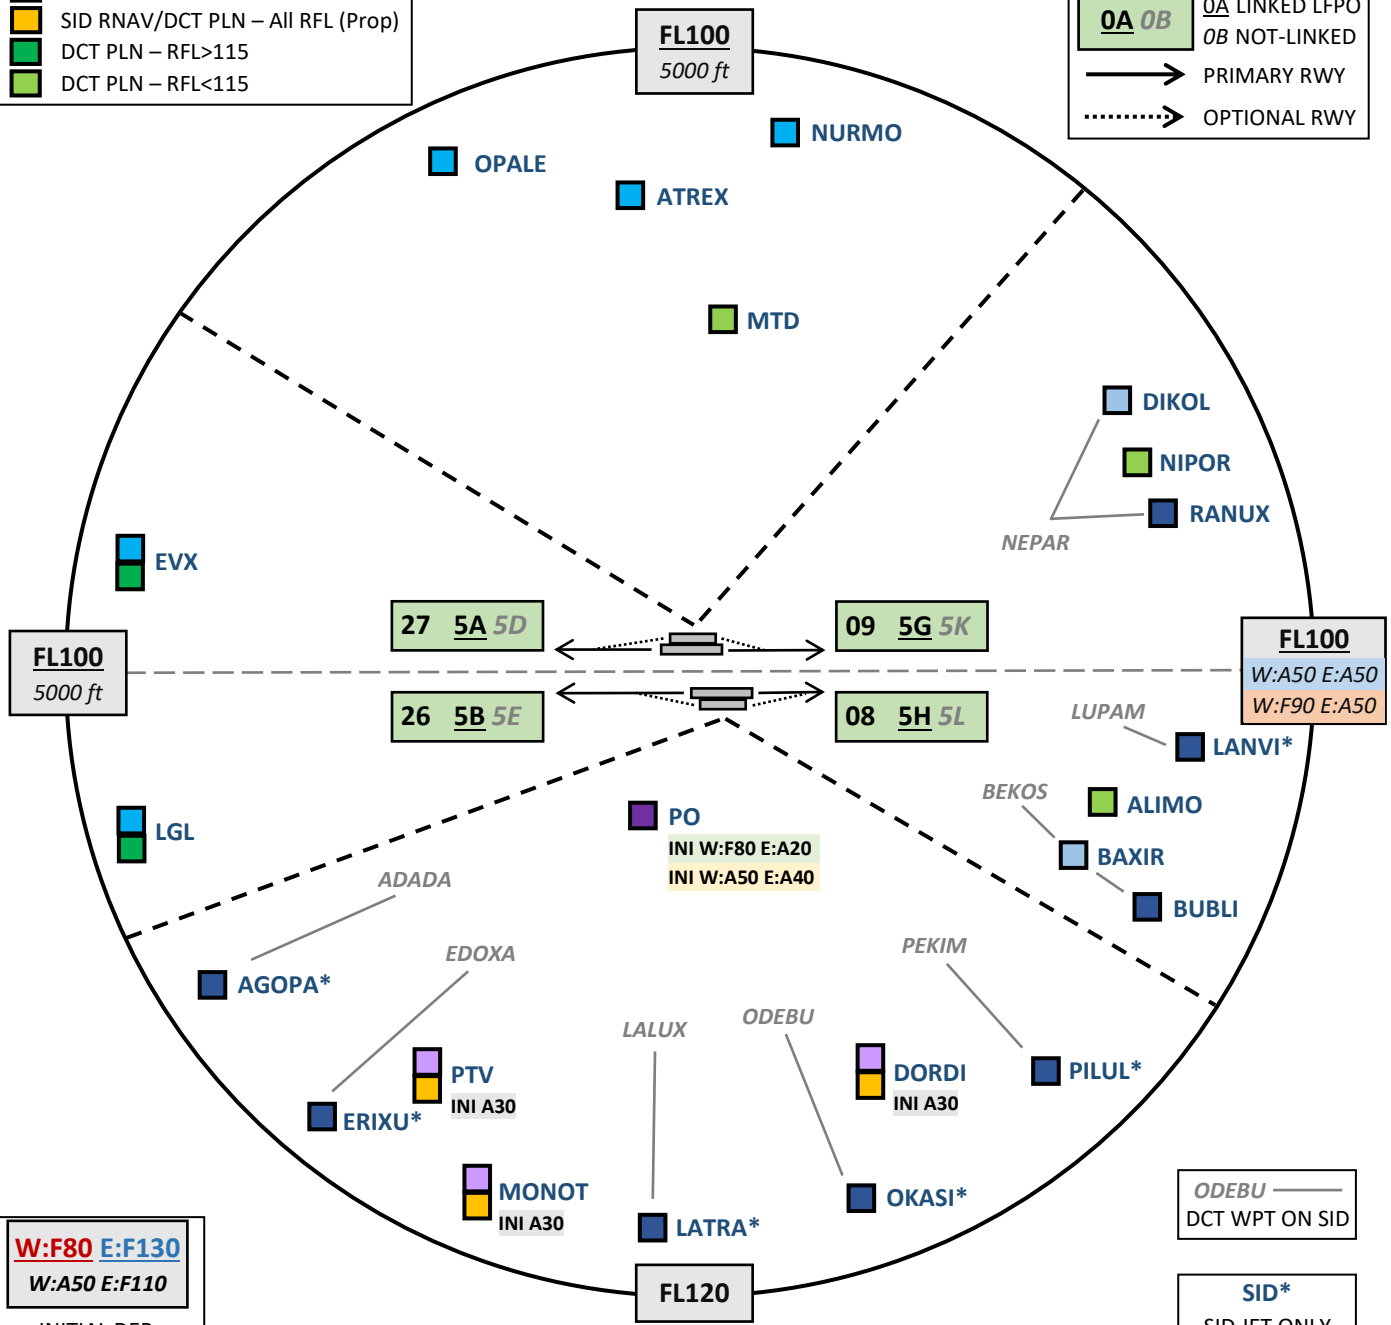 SID RNAV/DCT PLN – All RFL (Prop)
DCT PLN – RFL>115
DCT PLN – RFL<115
FL100
5000 ft
0A 0B
0A LINKED LFPO
0B NOT-LINKED
PRIMARY RWY
OPTIONAL RWY
NURMO
OPALE
ATREX
MTD
DIKOL
NIPOR
RANUX
NEPAR
EVX
27 5A 5D
09 5G 5K
FL100
5000 ft
FL100
W:A50 E:A50
W:F90 E:A50
26 5B 5E
08 5H 5L
LUPAM
LANVI*
BEKOS
ALIMO
PO
INI W:F80 E:A20
INI W:A50 E:A40
LGL
BAXIR
ADADA
BUBLI
EDOXA
PEKIM
AGOPA*
LALUX
ODEBU
PTV
INI A30
DORDI
INI A30
PILUL*
ERIXU*
MONOT
INI A30
OKASI*
LATRA*
ODEBU
DCT WPT ON SID
W:F80 E:F130
W:A50 E:F110
FL120
SID*
SID JET ONLY